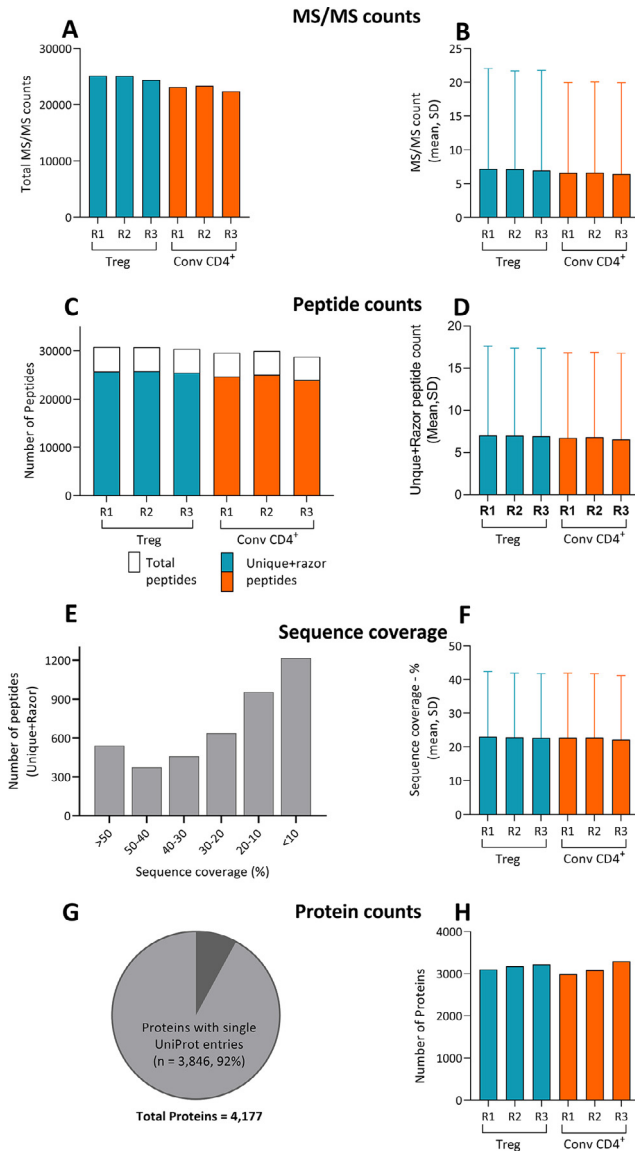 MS/MS counts
A
Total MS/MS counts
30000
20000
10000
0
R1 R2 R3 R1 R2 R3
Treg Conv CD4+
B
MS/MS count
(mean, SD)
25
20
15
10
5
0
R1 R2 R3 R1 R2 R3
Treg Conv CD4+
Peptide counts
C
Number of Peptides
30000
20000
10000
0
R1 R2 R3 R1 R2 R3
Treg Conv CD4+
Total
peptides
Unique+razor
peptides
D
Unque+Razor peptide count
(Mean,SD)
20
15
10
5
0
R1 R2 R3 R1 R2 R3
Treg Conv CD4+
Sequence coverage
E
Number of peptides
(Unique+Razor)
1200
900
600
300
0
>50 50-40 40-30 30-20 20-10 <10
Sequence coverage (%)
F
Sequence coverage - %
(mean, SD)
50
40
30
20
10
0
R1 R2 R3 R1 R2 R3
Treg Conv CD4+
Protein counts
G
Proteins with single
UniProt entries
(n = 3,846, 92%)
Total Proteins = 4,177
H
Number of Proteins
4000
3000
2000
1000
0
R1 R2 R3 R1 R2 R3
Treg Conv CD4+